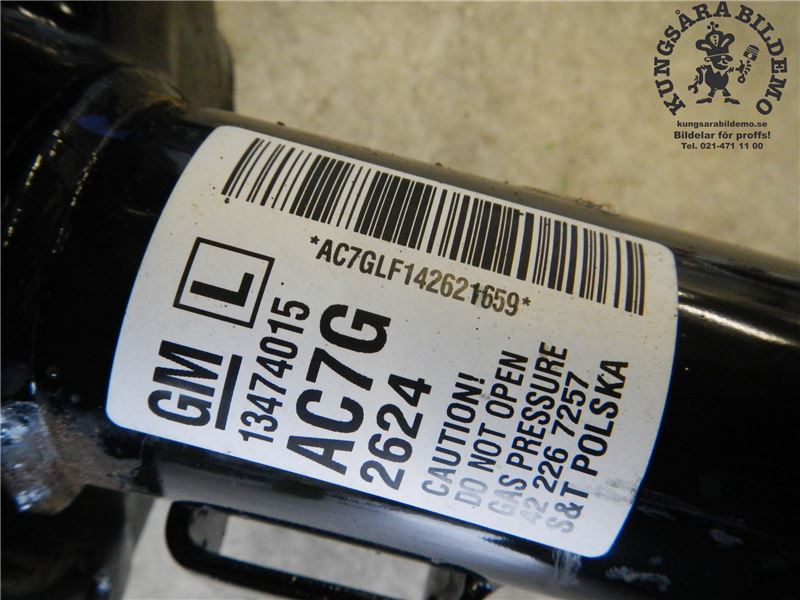 *AC7GLF142621659*
L
GM
13474015
AC7G
2624
CAUTION!
DO NOT OPEN
GAS PRESSURE
42 226 7257
S&T POLSKA
KUNGSÅRA BILDEMO
kungsarabildemo.se
Bildelar för proffs!
Tel. 021-471 11 00